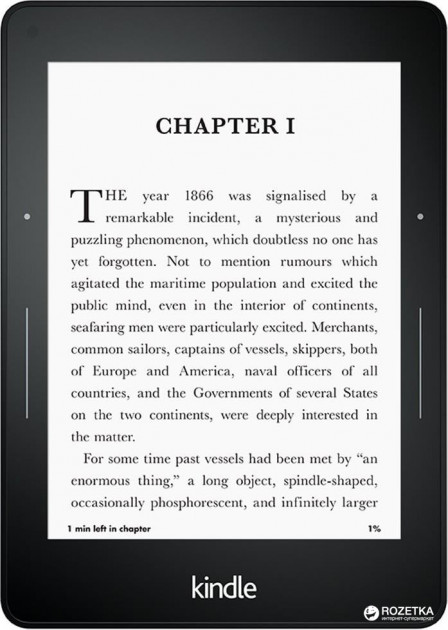 CHAPTER I
THE year 1866 was signalised by a
remarkable incident, a mysterious and
puzzling phenomenon, which doubtless no one has
yet forgotten. Not to mention rumours which
agitated the maritime population and excited the
public mind, even in the interior of continents,
seafaring men were particularly excited. Merchants,
common sailors, captains of vessels, skippers, both
of Europe and America, naval officers of all
countries, and the Governments of several States
on the two continents, were deeply interested in
the matter.
For some time past vessels had been met by “an
enormous thing,” a long object, spindle-shaped,
occasionally phosphorescent, and infinitely larger
1 min left in chapter 1%
kindle
ROZETKA
интернет-супермаркет